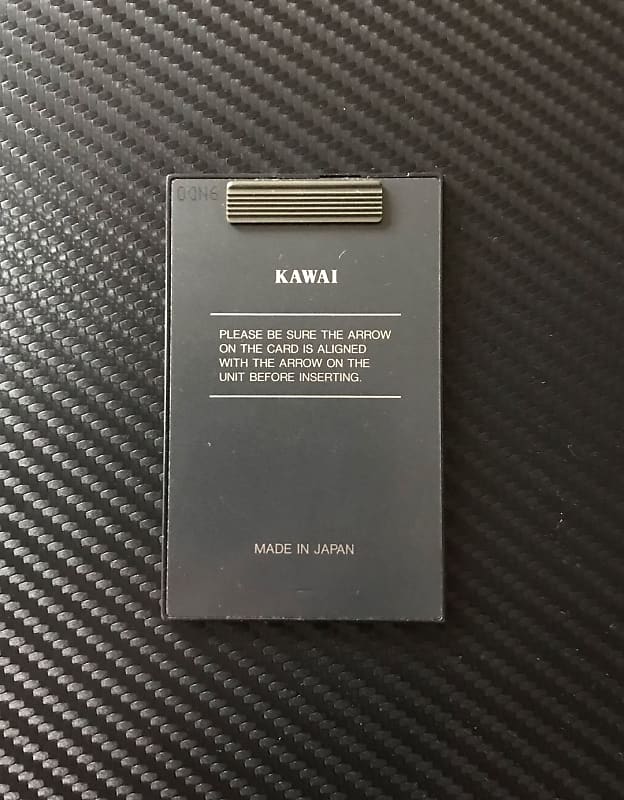 KAWAI
PLEASE BE SURE THE ARROW
ON THE CARD IS ALIGNED
WITH THE ARROW ON THE
UNIT BEFORE INSERTING.
MADE IN JAPAN